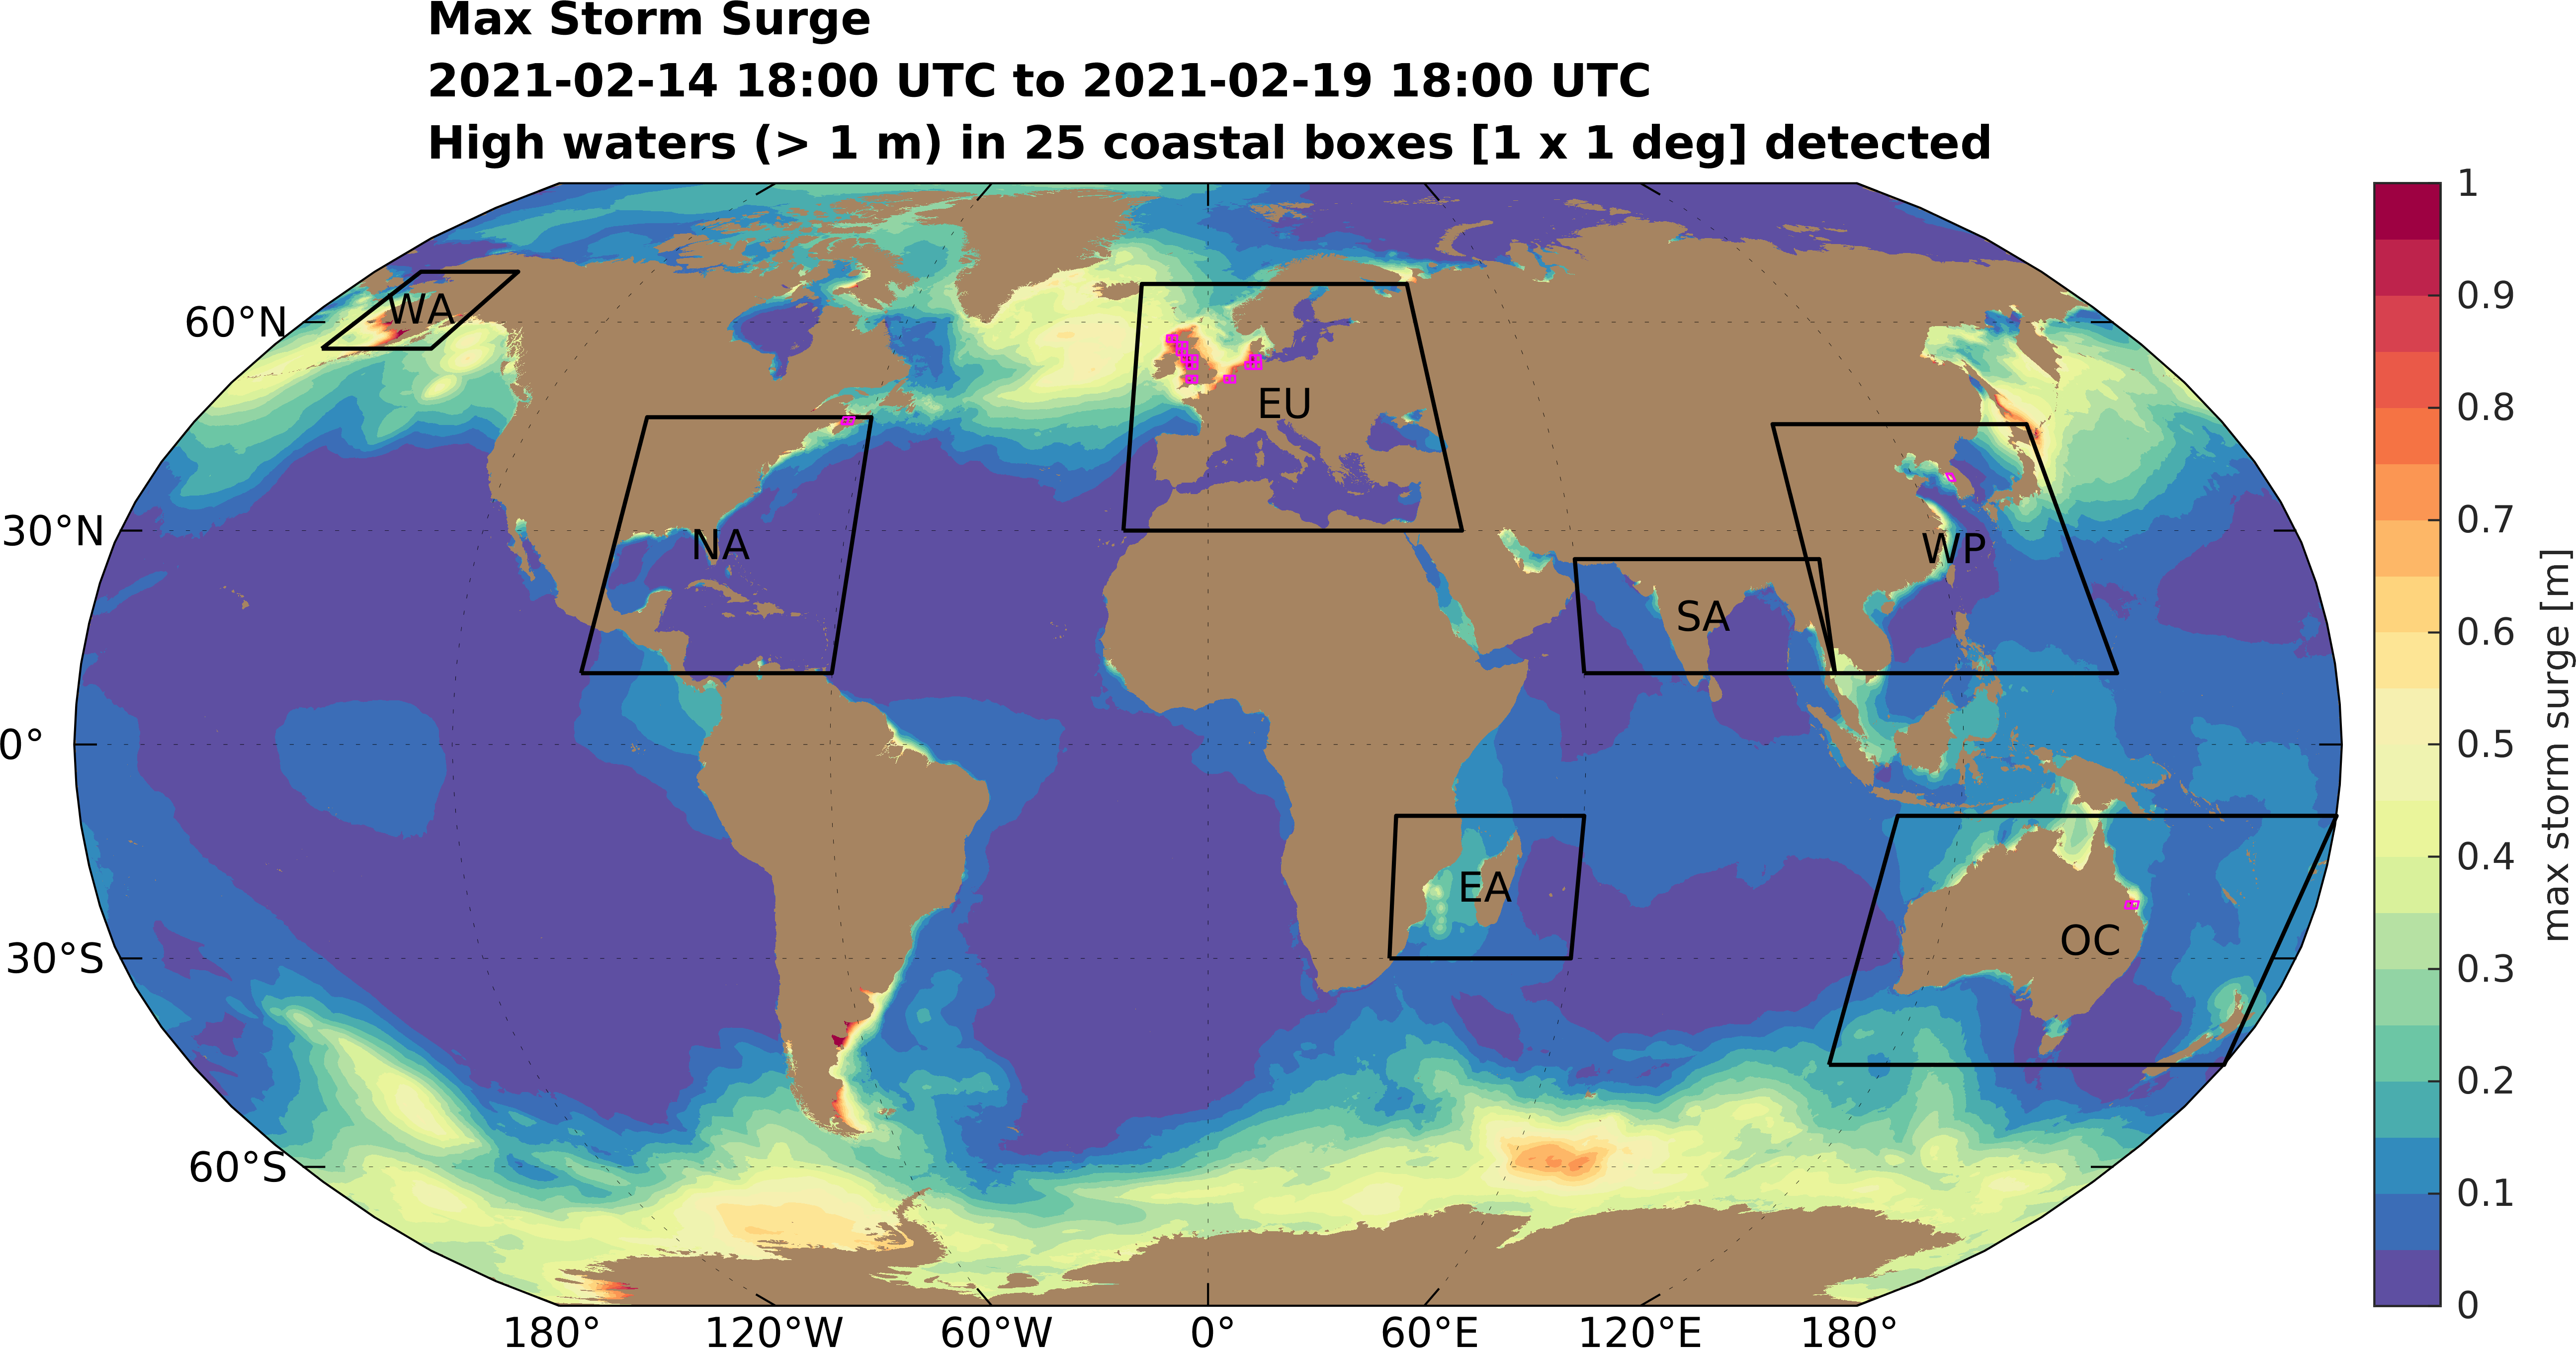 Max Storm Surge
2021-02-14 18:00 UTC to 2021-02-19 18:00 UTC
High waters (> 1 m) in 25 coastal boxes [1 x 1 deg] detected
60°N
30°N
0°
30°S
60°S
WA
NA
EU
SA
WP
EA
OC
180°
120°W
60°W
0°
60°E
120°E
180°
1
0.9
0.8
0.7
0.6
0.5
0.4
0.3
0.2
0.1
0
max storm surge [m]